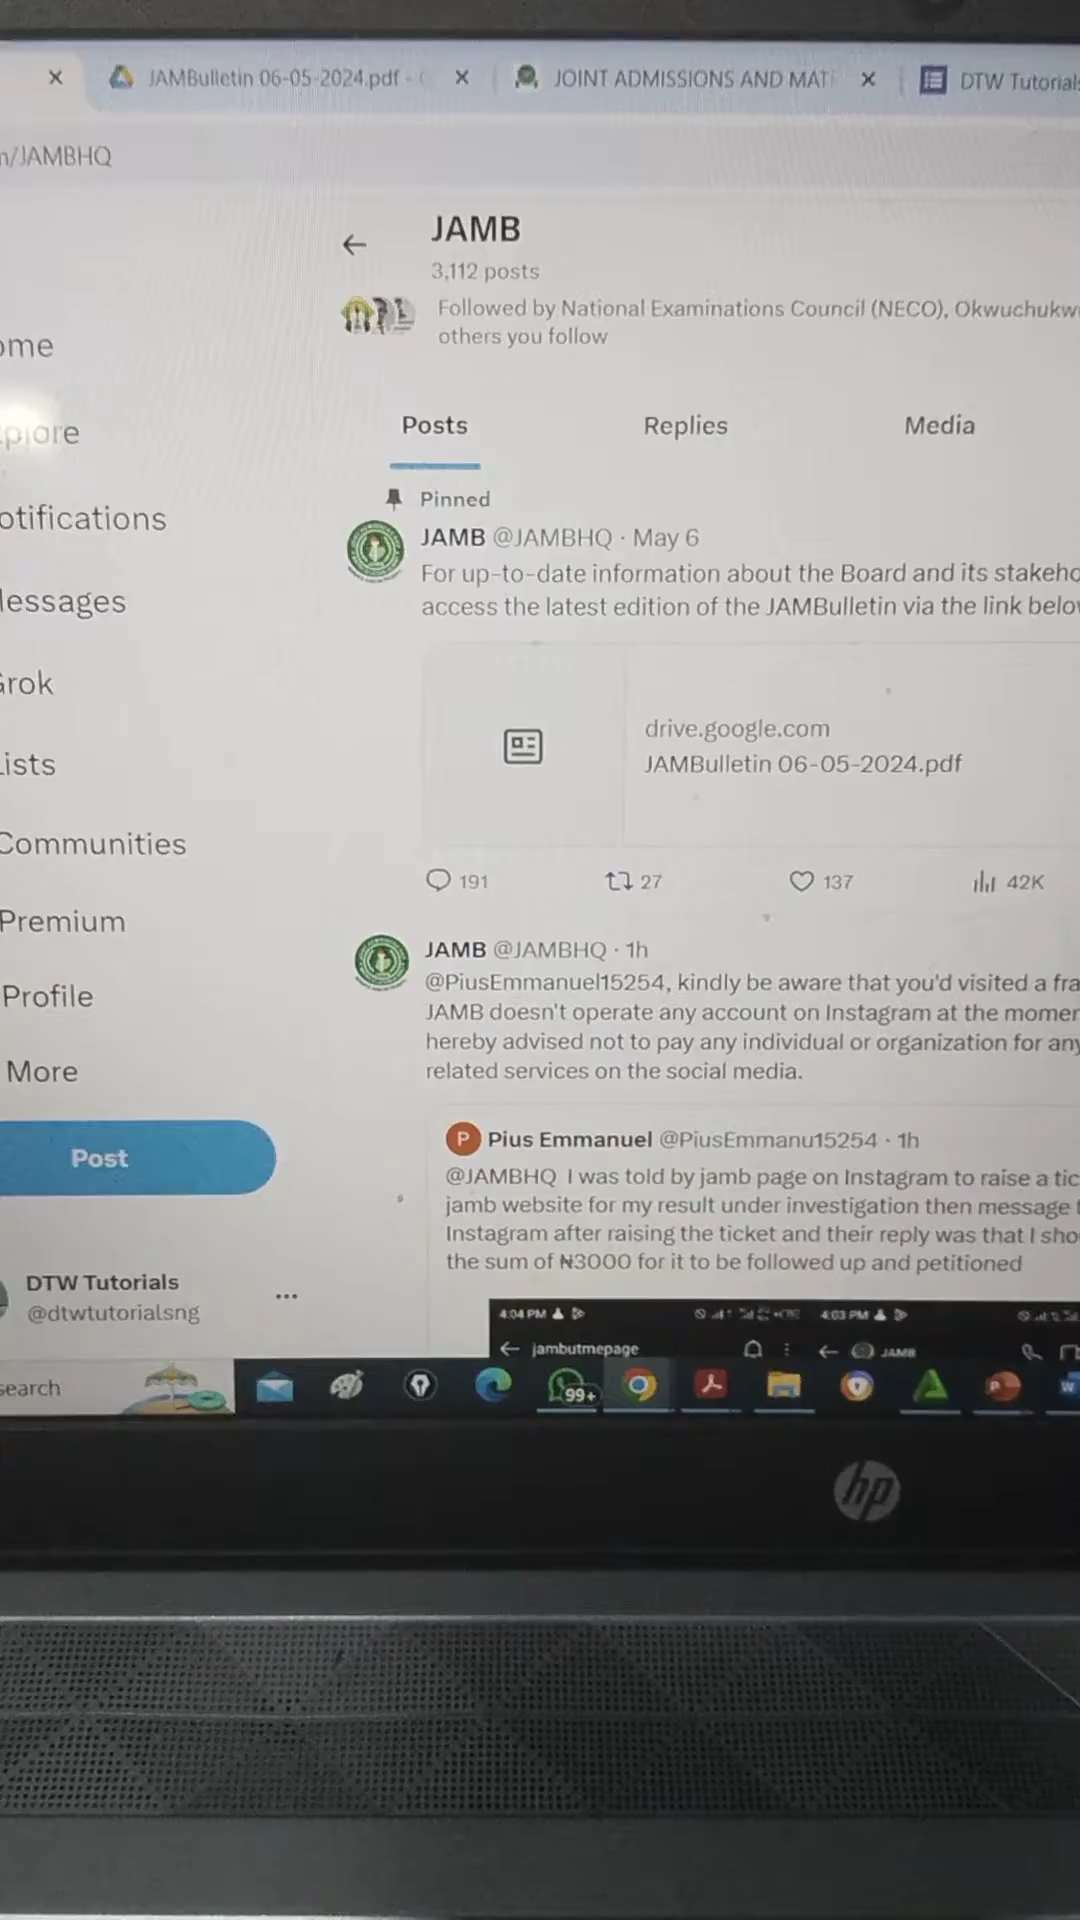 JAMBulletin 06-05-2024.pdf -
JOINT ADMISSIONS AND MAT
DTW Tutorials
/JAMBHQ
JAMB
3,112 posts
Followed by National Examinations Council (NECO), Okwuchukw
others you follow
ome
plore
otifications
essages
rok
ists
Communities
Premium
Profile
More
Post
DTW Tutorials
@dtwtutorialsng
Posts
Replies
Media
Pinned
JAMB @JAMBHQ · May 6
For up-to-date information about the Board and its stakeho
access the latest edition of the JAMBulletin via the link belo
drive.google.com
JAMBulletin 06-05-2024.pdf
191
27
137
42K
JAMB @JAMBHQ · 1h
@PiusEmmanuel15254, kindly be aware that you'd visited a fra
JAMB doesn't operate any account on Instagram at the momen
hereby advised not to pay any individual or organization for any
related services on the social media.
P
Pius Emmanuel @PiusEmmanu15254 · 1h
@JAMBHQ I was told by jamb page on Instagram to raise a tic
jamb website for my result under investigation then message t
Instagram after raising the ticket and their reply was that I sho
the sum of ₦3000 for it to be followed up and petitioned
4:04 PM
4:03 PM
jambutmepage
JAMB
search
99+
P
W
hp